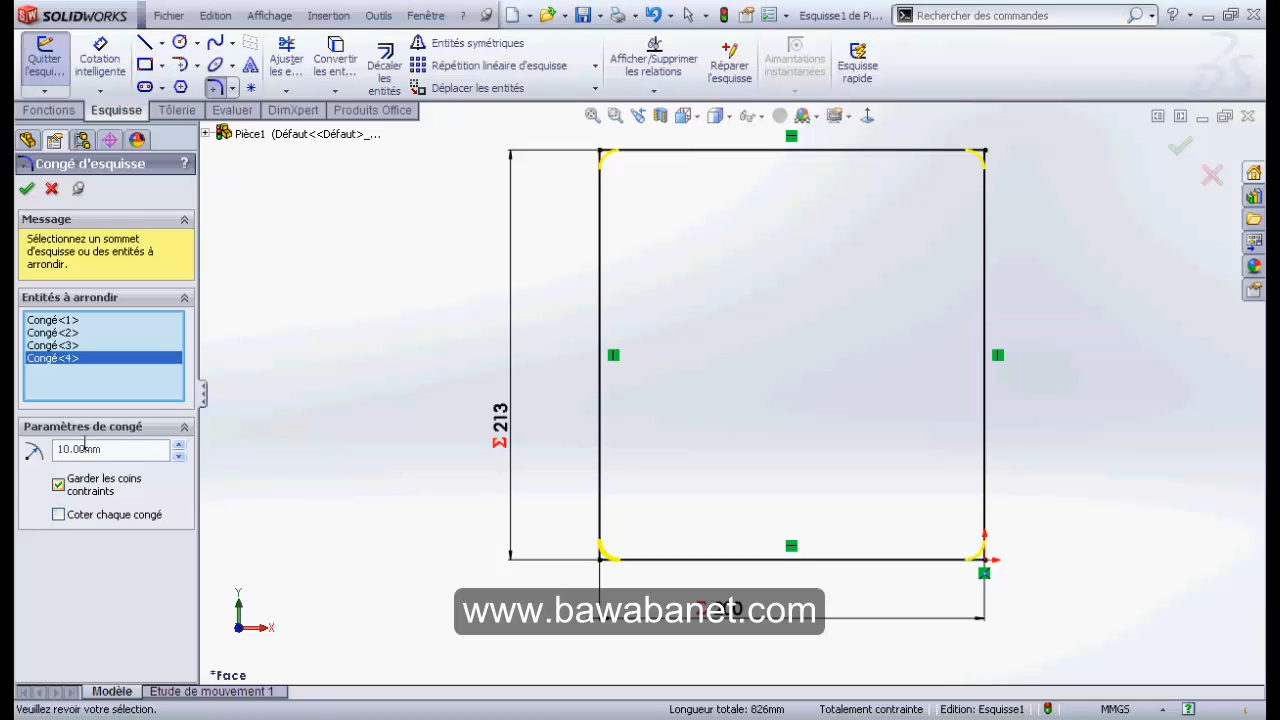 SOLIDWORKS Fichier Edition Affichage Insertion Outils Fenêtre ? Esquisse1 de Pi... Rechercher des commandes
Quitter l'esqui...
Cotation intelligente
Ajuster les e...
Convertir les ent...
Décaler les entités
Entités symétriques
Répétition linéaire d'esquisse
Déplacer les entités
Afficher/Supprimer les relations
Réparer l'esquisse
Aimantations instantanées
Esquisse rapide
Fonctions Esquisse Tôlerie Evaluer DimXpert Produits Office
Pièce1 (Défaut<<Défaut>_...
Congé d'esquisse ?
Message
Sélectionnez un sommet
d'esquisse ou des entités à
arrondir.
Entités à arrondir
Congé<1>
Congé<2>
Congé<3>
Congé<4>
Paramètres de congé
10.00mm
Garder les coins
contraints
Coter chaque congé
Σ 213
www.bawabanet.com
Y
X
*Face
Modèle Etude de mouvement 1
Veuillez revoir votre sélection. Longueur totale: 826mm Totalement contrainte Edition: Esquisse1 MMGS